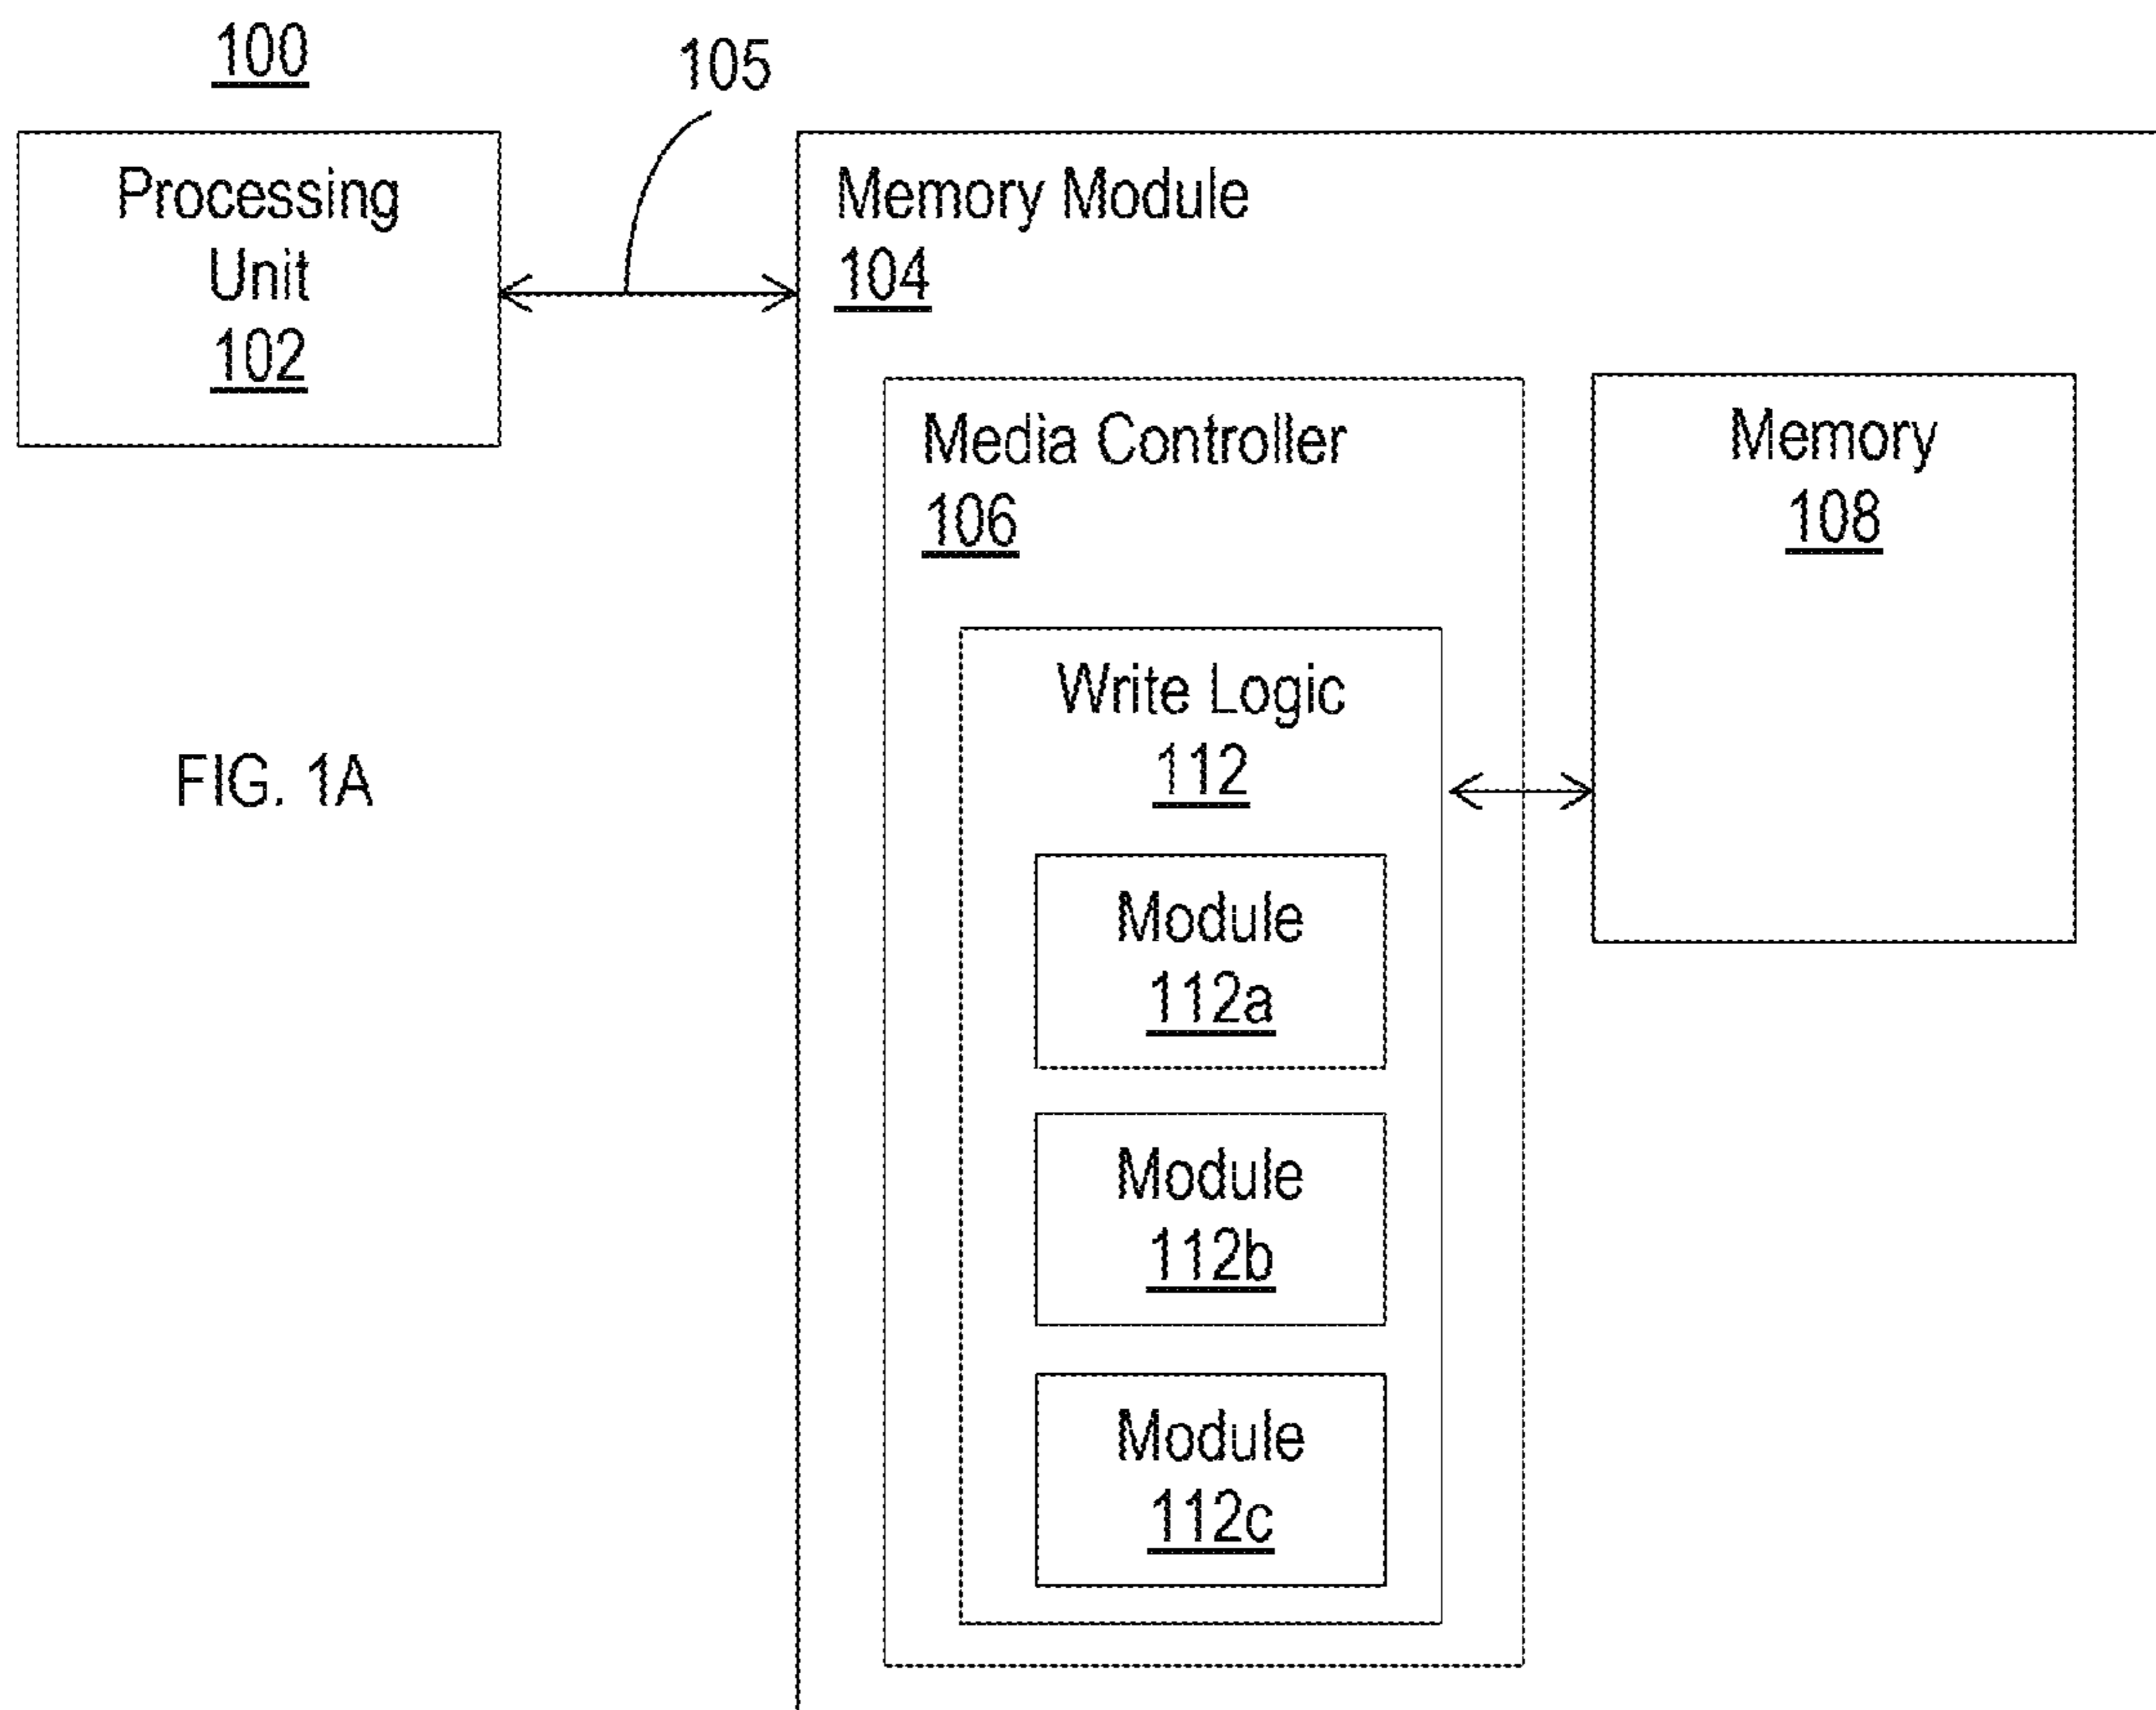 100
105
Processing
Unit
102
Memory Module
104
Media Controller
106
Memory
108
Write Logic
112
FIG. 1A
Module
112a
Module
112b
Module
112c